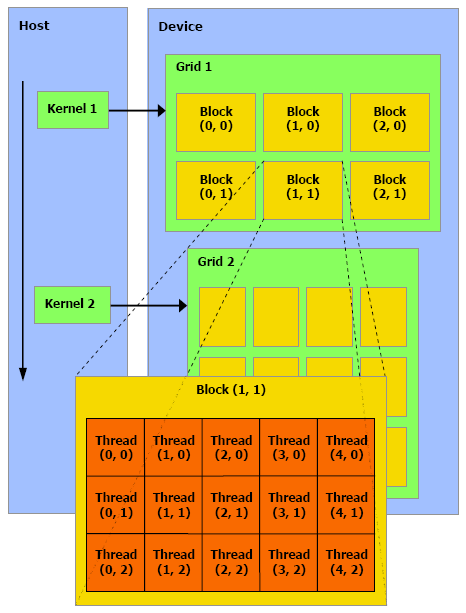 Host
Device
Grid 1
Kernel 1
Block
(0, 0)
Block
(1, 0)
Block
(2, 0)
Block
(0, 1)
Block
(1, 1)
Block
(2, 1)
Grid 2
Kernel 2
Block (1, 1)
Thread
(0, 0)
Thread
(1, 0)
Thread
(2, 0)
Thread
(3, 0)
Thread
(4, 0)
Thread
(0, 1)
Thread
(1, 1)
Thread
(2, 1)
Thread
(3, 1)
Thread
(4, 1)
Thread
(0, 2)
Thread
(1, 2)
Thread
(2, 2)
Thread
(3, 2)
Thread
(4, 2)